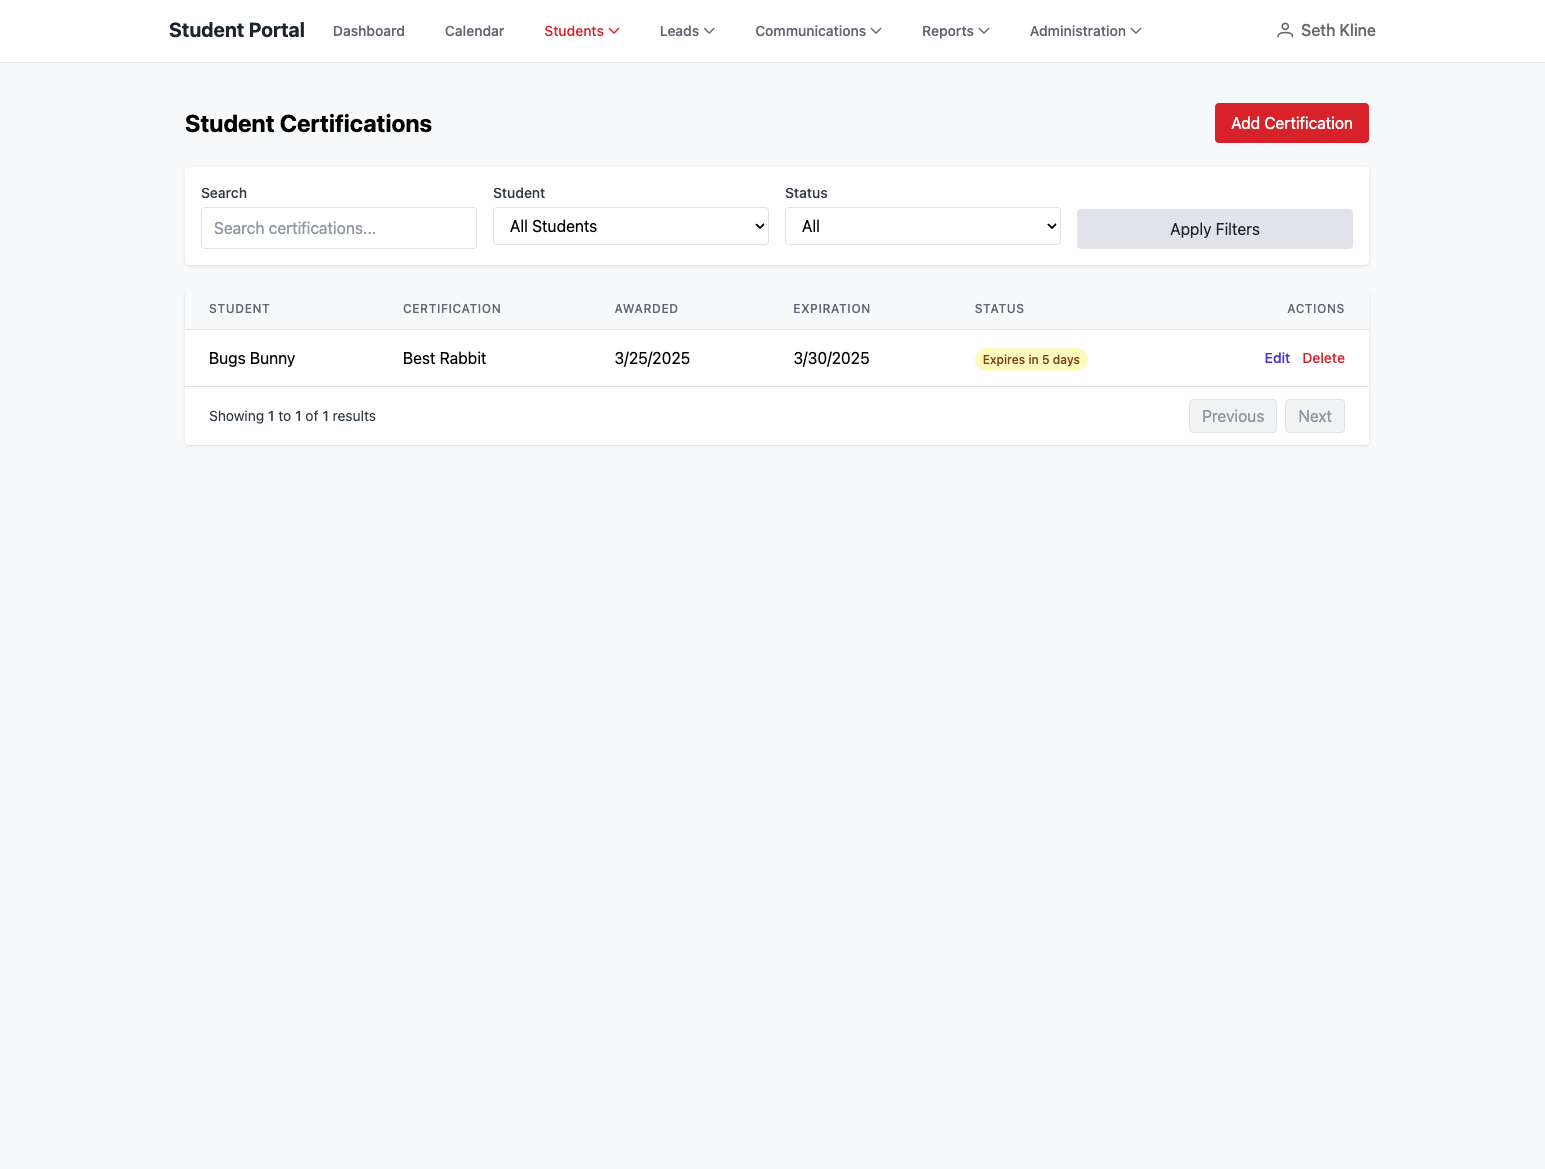 Student Portal Dashboard Calendar Students Leads Communications Reports Administration Seth Kline
Student Certifications Add Certification
Search Student Status
Search certifications... All Students All Apply Filters
STUDENT CERTIFICATION AWARDED EXPIRATION STATUS ACTIONS
Bugs Bunny Best Rabbit 3/25/2025 3/30/2025 Expires in 5 days Edit Delete
Showing 1 to 1 of 1 results Previous Next